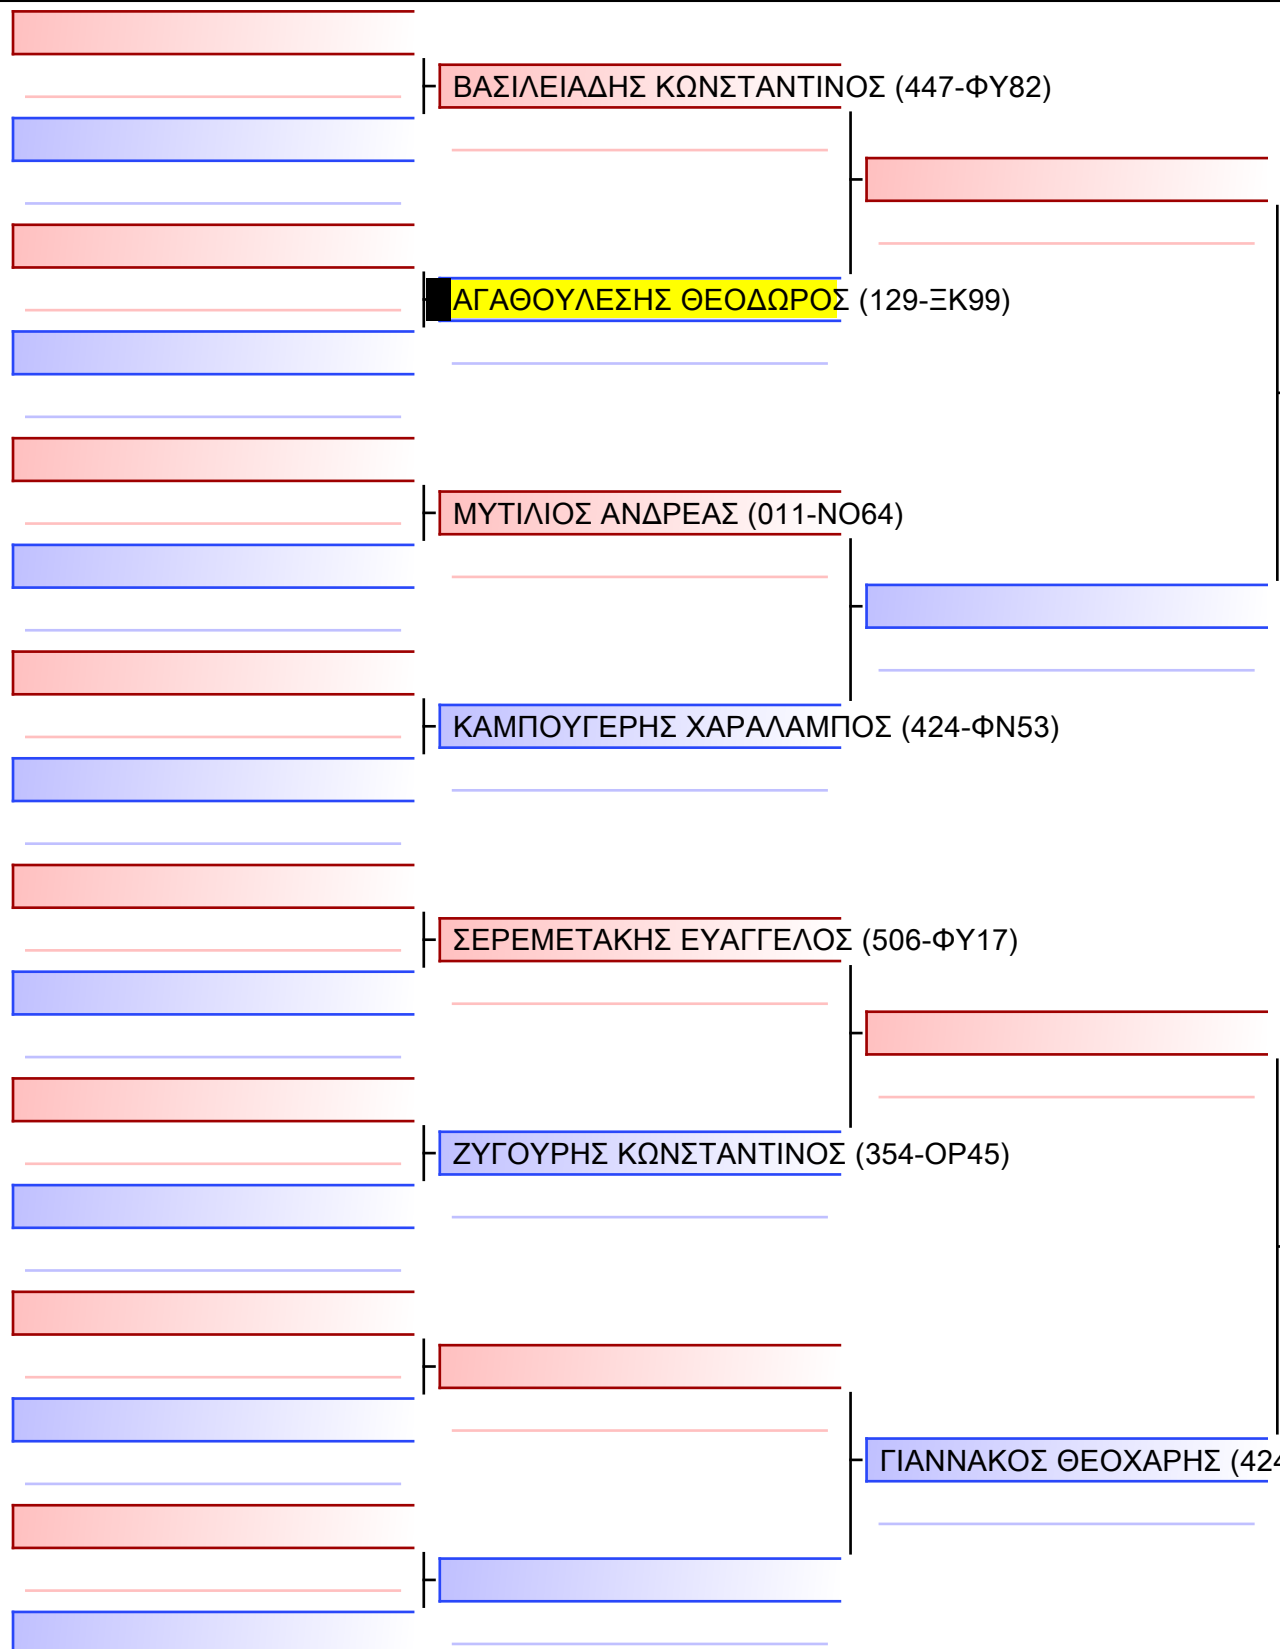 ΒΑΣΙΛΕΙΑΔΗΣ ΚΩΝΣΤΑΝΤΙΝΟΣ (447-ΦΥ82)
ΑΓΑΘΟΥΛΕΣΗΣ ΘΕΟΔΩΡΟΣ (129-ΞΚ99)
ΜΥΤΙΛΙΟΣ ΑΝΔΡΕΑΣ (011-ΝΟ64)
ΚΑΜΠΟΥΓΕΡΗΣ ΧΑΡΑΛΑΜΠΟΣ (424-ΦΝ53)
ΣΕΡΕΜΕΤΑΚΗΣ ΕΥΑΓΓΕΛΟΣ (506-ΦΥ17)
ΖΥΓΟΥΡΗΣ ΚΩΝΣΤΑΝΤΙΝΟΣ (354-ΟΡ45)
ΓΙΑΝΝΑΚΟΣ ΘΕΟΧΑΡΗΣ (424